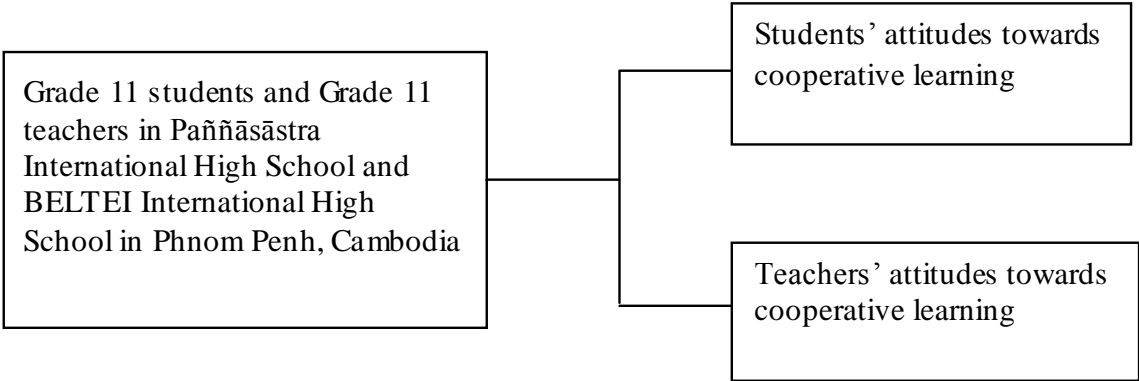 Grade 11 students and Grade 11
teachers in Paññāsāstra
International High School and
BELTEI International High
School in Phnom Penh, Cambodia
Students’ attitudes towards
cooperative learning
Teachers’ attitudes towards
cooperative learning